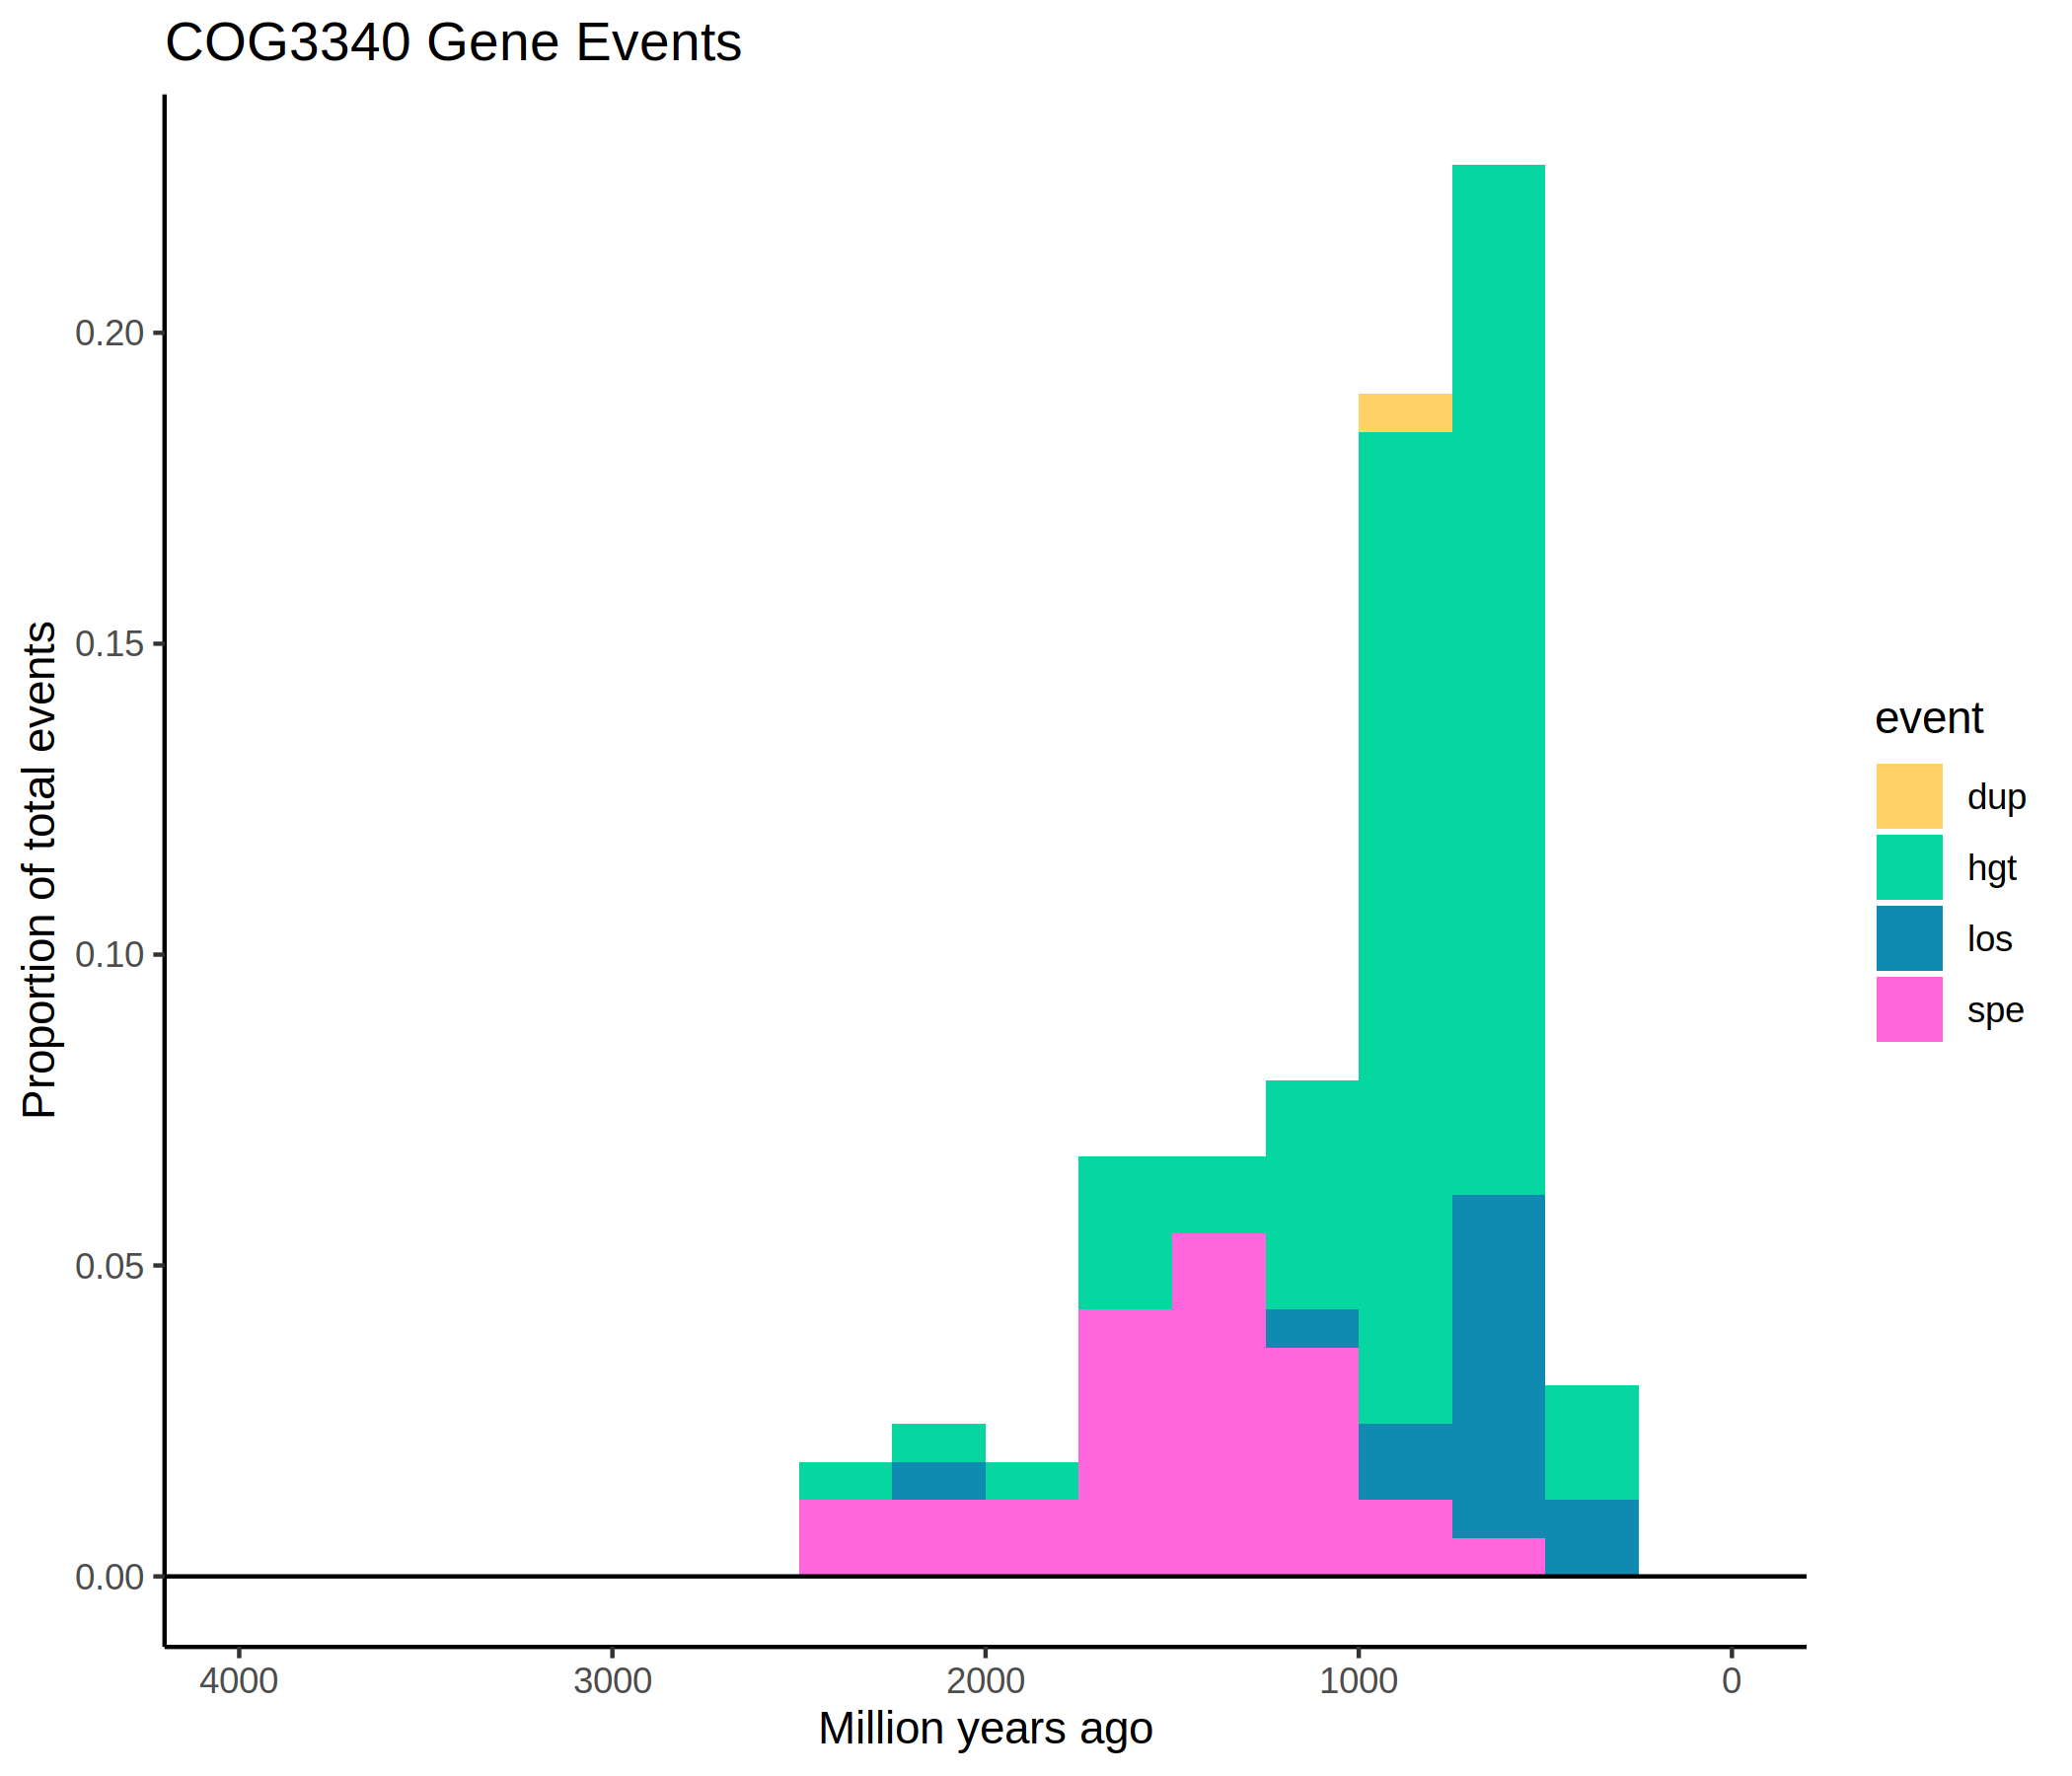 COG3340 Gene Events
Proportion of total events
0.20
0.15
0.10
0.05
0.00
4000 3000 2000 1000 0
Million years ago
event
dup
hgt
los
spe